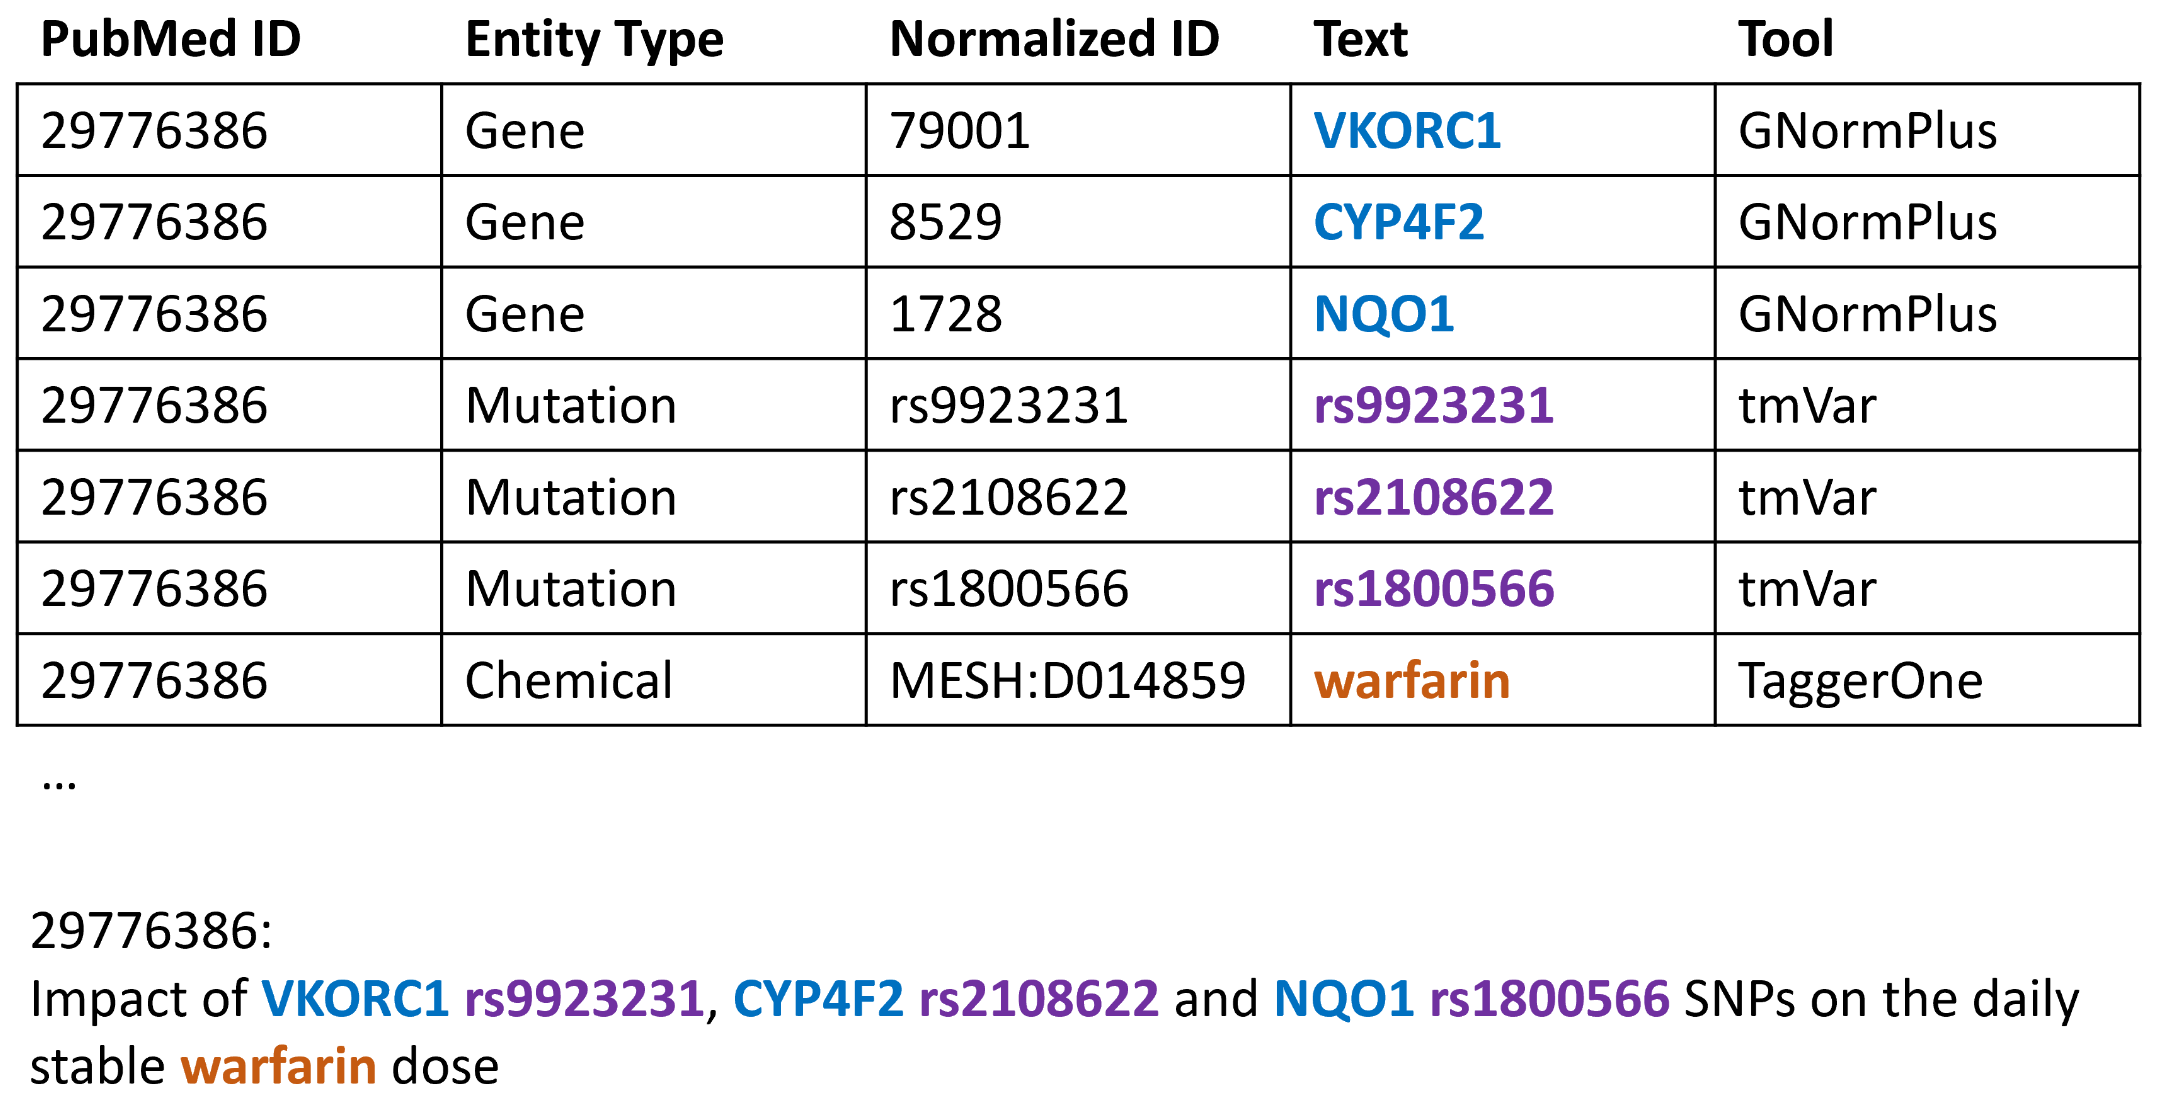 PubMed ID Entity Type Normalized ID Text Tool
29776386 Gene 79001 VKORC1 GNormPlus
29776386 Gene 8529 CYP4F2 GNormPlus
29776386 Gene 1728 NQO1 GNormPlus
29776386 Mutation rs9923231 rs9923231 tmVar
29776386 Mutation rs2108622 rs2108622 tmVar
29776386 Mutation rs1800566 rs1800566 tmVar
29776386 Chemical MESH:D014859 warfarin TaggerOne
...
29776386:
Impact of VKORC1 rs9923231, CYP4F2 rs2108622 and NQO1 rs1800566 SNPs on the daily
stable warfarin dose